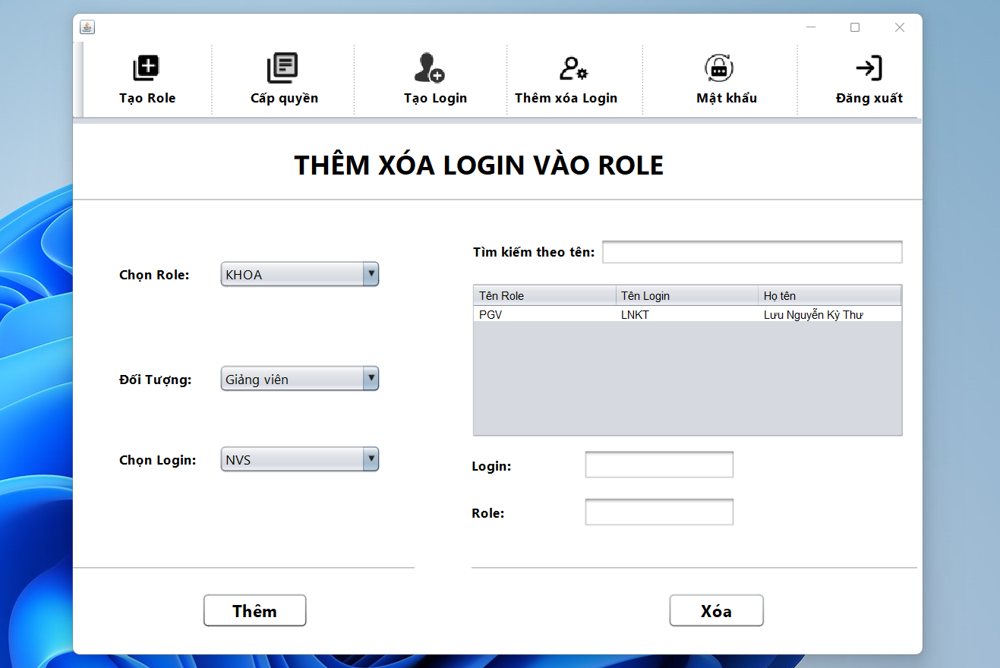 Tạo Role
Cấp quyền
Tạo Login
Thêm xóa Login
Mật khẩu
Đăng xuất
THÊM XÓA LOGIN VÀO ROLE
Chọn Role: KHOA
Đối Tượng: Giảng viên
Chọn Login: NVS
Thêm
Tìm kiếm theo tên:
Tên Role Tên Login Họ tên
PGV LNKT Lưu Nguyễn Kỳ Thư
Login:
Role:
Xóa